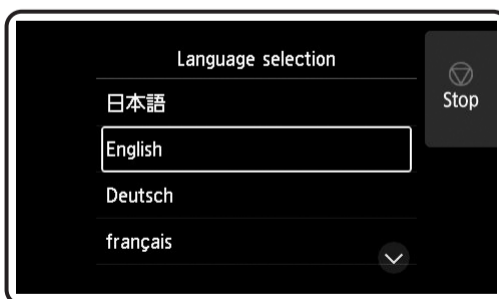 Language selection
Stop
日本語
English
Deutsch
français